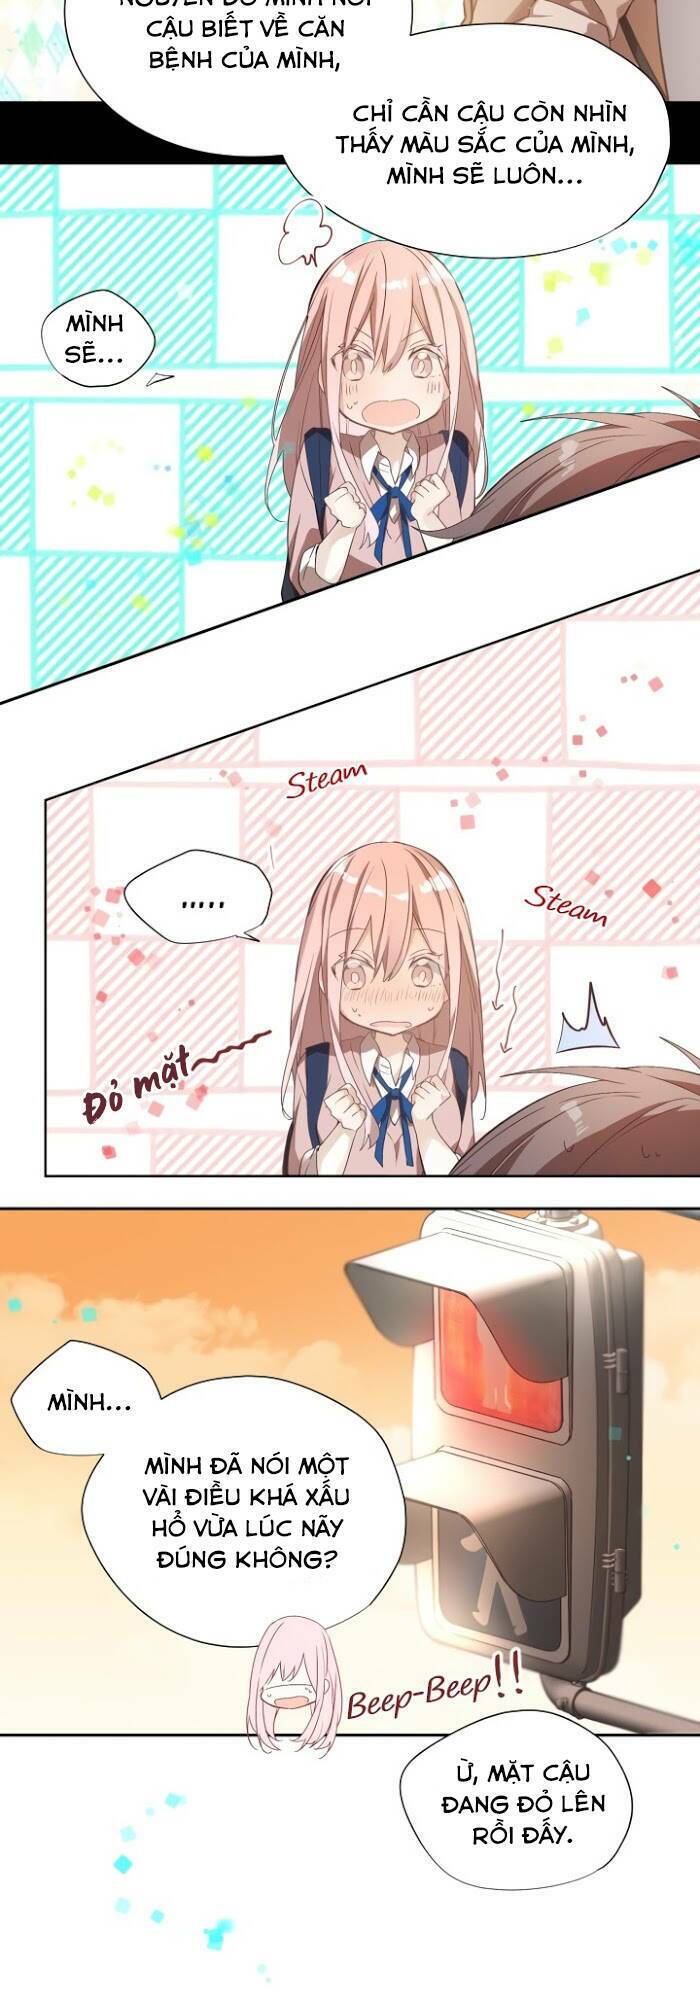 CẬU BIẾT VỀ CĂN
BỆNH CỦA MÌNH,
CHỈ CẦN CẬU CÒN NHÌN
THẤY MÀU SẮC CỦA MÌNH,
MÌNH SẼ LUÔN...
MÌNH
SẼ...
Steam
......
Steam
Đỏ mặt
MÌNH...
MÌNH ĐÃ NÓI MỘT
VÀI ĐIỀU KHÁ XẤU
HỔ VỪA LÚC NÃY
ĐÚNG KHÔNG?
BEEP-BEEP!!
Ừ, MẶT CẬU
ĐANG ĐỎ LÊN
RỒI ĐẤY.